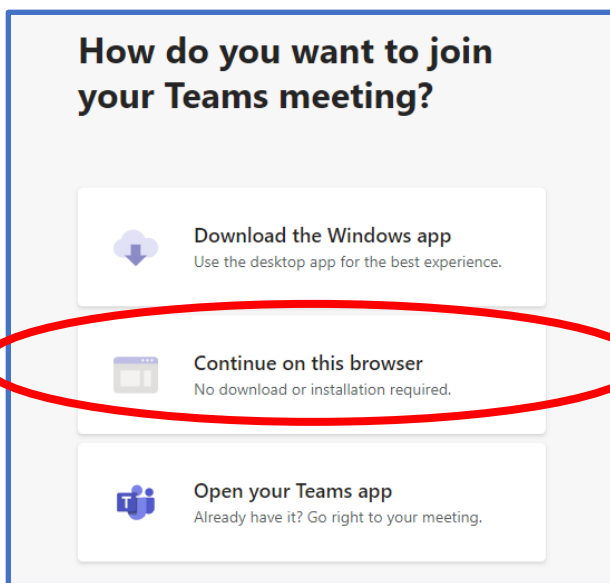 How do you want to join
your Teams meeting?
Download the Windows app
Use the desktop app for the best experience.
Continue on this browser
No download or installation required.
T
Open your Teams app
Already have it? Go right to your meeting.